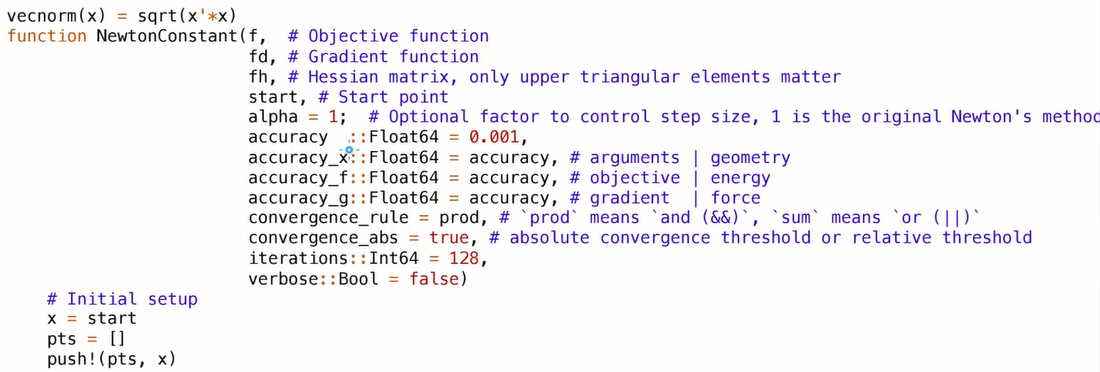 vecnorm(x) = sqrt(x'*x)
function NewtonConstant(f,  # Objective function
                        fd, # Gradient function
                        fh, # Hessian matrix, only upper triangular elements matter
                        start, # Start point
                        alpha = 1;  # Optional factor to control step size, 1 is the original Newton's method
                        accuracy  ::Float64 = 0.001,
                        accuracy_x::Float64 = accuracy, # arguments | geometry
                        accuracy_f::Float64 = accuracy, # objective | energy
                        accuracy_g::Float64 = accuracy, # gradient  | force
                        convergence_rule = prod, # `prod` means `and (&&)`, `sum` means `or (||)`
                        convergence_abs = true, # absolute convergence threshold or relative threshold
                        iterations::Int64 = 128,
                        verbose::Bool = false)
    # Initial setup
    x = start
    pts = []
    push!(pts, x)